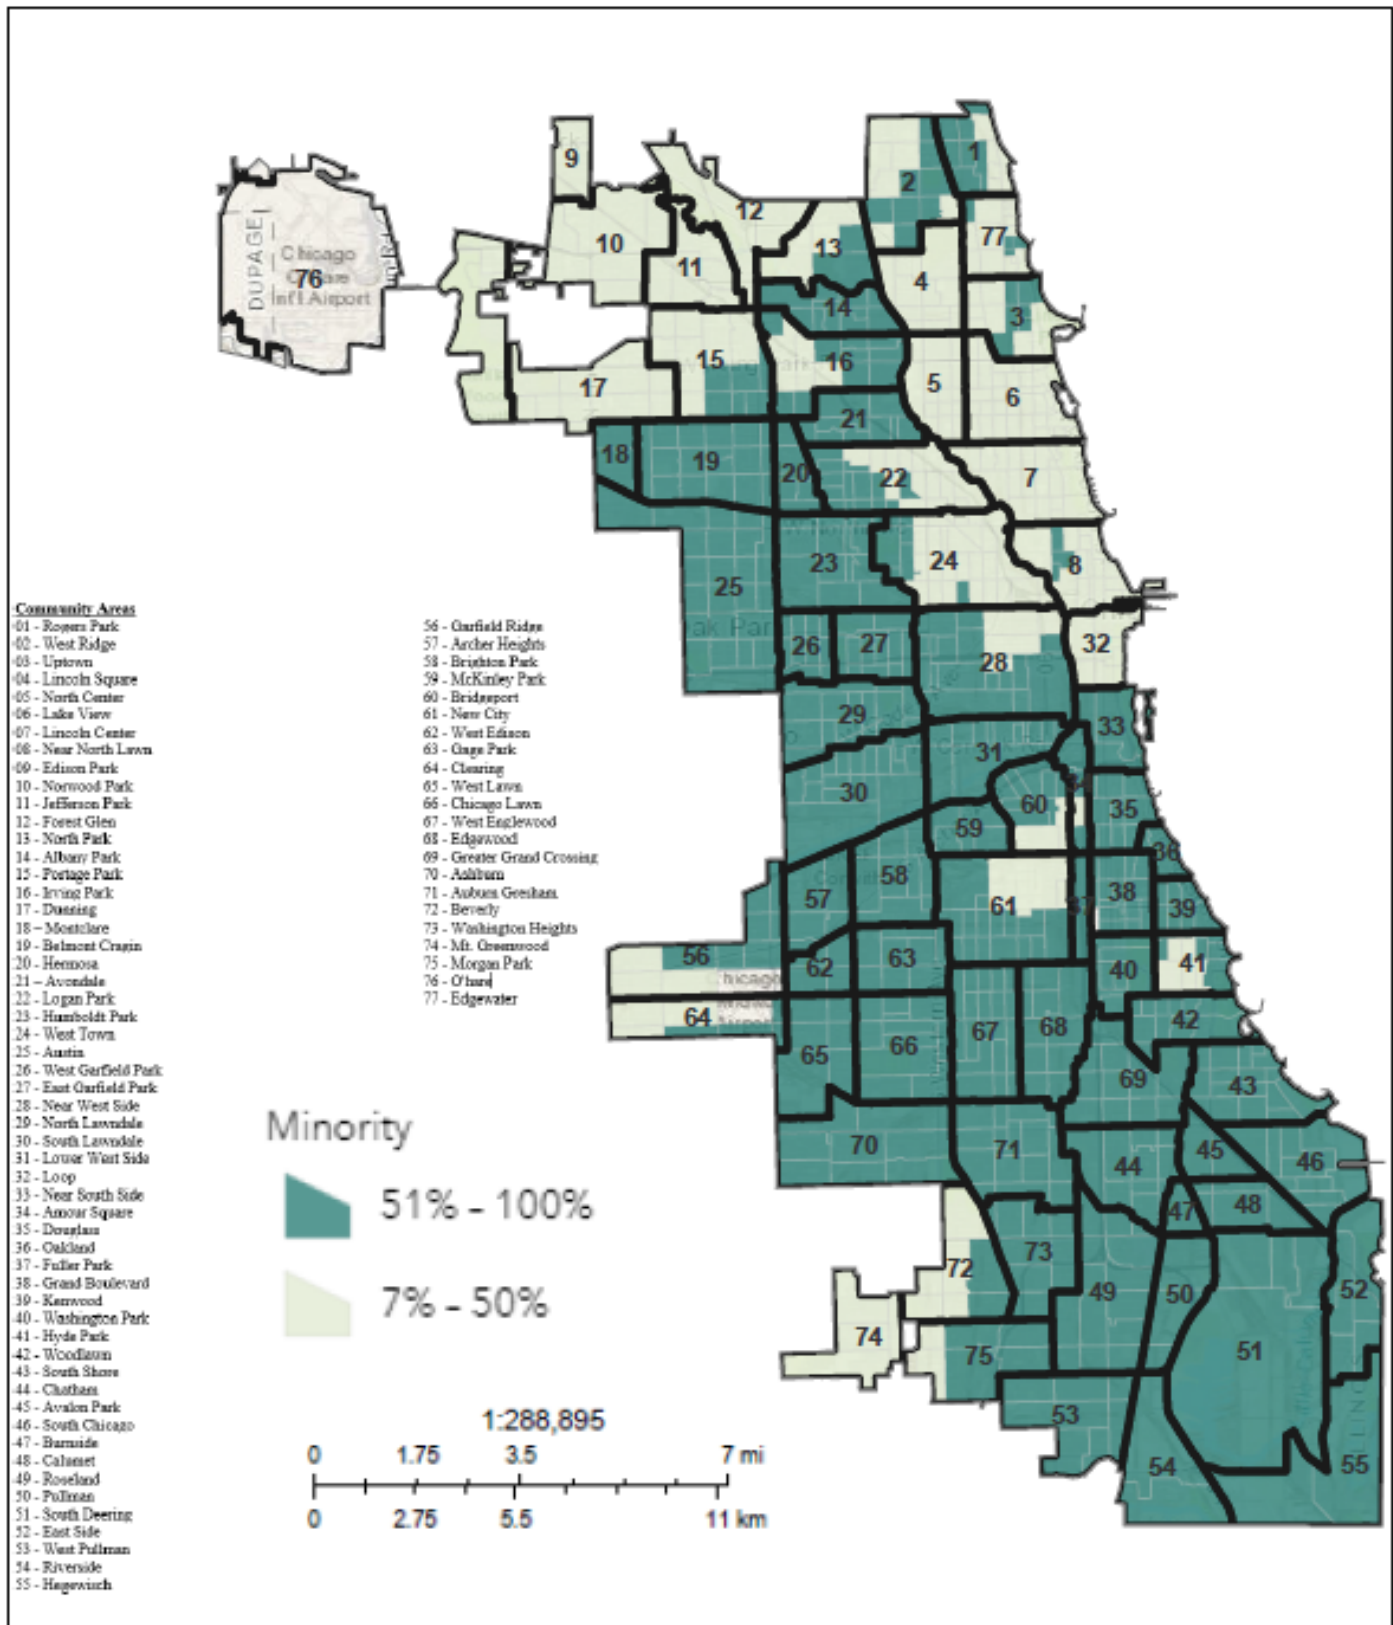 Community Areas
01 - Rogers Park
02 - West Ridge
03 - Uptown
04 - Lincoln Square
05 - North Center
06 - Lake View
07 - Lincoln Center
08 - Near North Lawn
09 - Edison Park
10 - Norwood Park
11 - Jefferson Park
12 - Forest Glen
13 - North Park
14 - Albany Park
15 - Portage Park
16 - Irving Park
17 - Dunning
18 – Montclare
19 - Belmont Cragin
20 - Hermosa
21 – Avondale
22 - Logan Park
23 - Humboldt Park
24 - West Town
25 - Austin
26 - West Garfield Park
27 - East Garfield Park
28 - Near West Side
29 - North Lawndale
30 - South Lawndale
31 - Lower West Side
32 - Loop
33 - Near South Side
34 - Amour Square
35 - Douglass
36 - Oakland
37 - Fuller Park
38 - Grand Boulevard
39 - Kenwood
40 - Washington Park
41 - Hyde Park
42 - Woodlawn
43 - South Shore
44 - Chatham
45 - Avalon Park
46 - South Chicago
47 - Burnside
48 - Calumet
49 - Roseland
50 - Pullman
51 - South Deering
52 - East Side
53 - West Pullman
54 - Riverside
55 - Hegewisch
56 - Garfield Ridge
57 - Archer Heights
58 - Brighton Park
59 - McKinley Park
60 - Bridgeport
61 - New City
62 - West Edison
63 - Gage Park
64 - Clearing
65 - West Lawn
66 - Chicago Lawn
67 - West Englewood
68 - Edgewood
69 - Greater Grand Crossing
70 - Ashburn
71 - Auburn Gresham
72 - Beverly
73 - Washington Heights
74 - Mt. Greenwood
75 - Morgan Park
76 - O'hare
77 - Edgewater
Minority
51% - 100%
7% - 50%
1:288,895
0 1.75 3.5 7 mi
0 2.75 5.5 11 km
DUPAGE
Chicago
76
Int'l Airport
9
1
2
12
77
10
13
11
4
14
3
15
16
17
5
6
21
18
19
20
22
7
23
24
8
25
26
27
28
32
29
33
31
30
34
60
35
59
36
58
57
38
61
37
39
56
Chicago
62
63
40
41
64
42
65
66
67
68
69
43
70
71
44
45
46
47
48
72
73
49
50
52
74
75
51
53
54
55